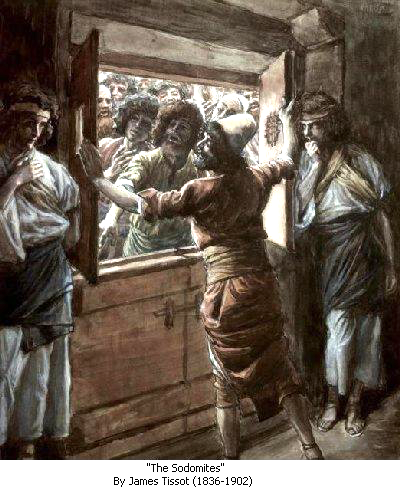 "The Sodomites"
By James Tissot (1836-1902)